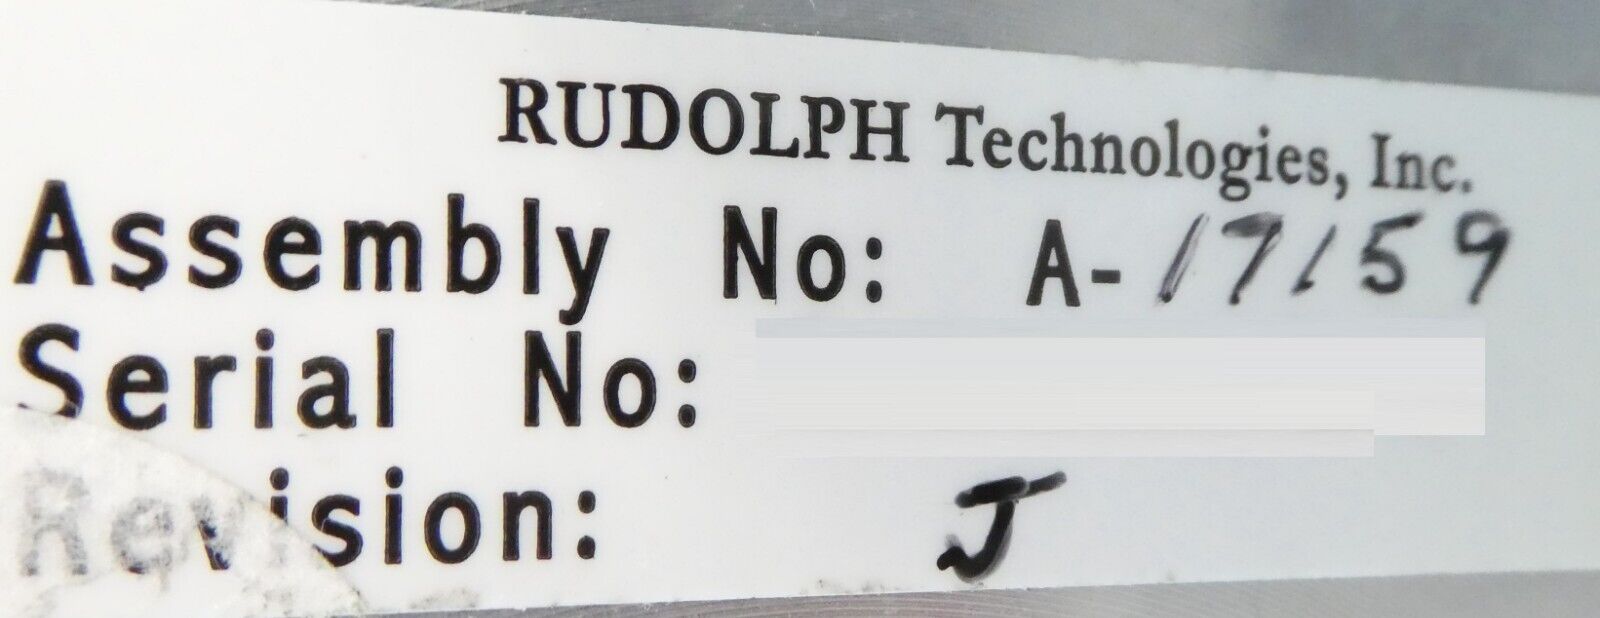 RUDOLPH Technologies, Inc.
Assembly No: A-17159
Serial No:
Revision: J